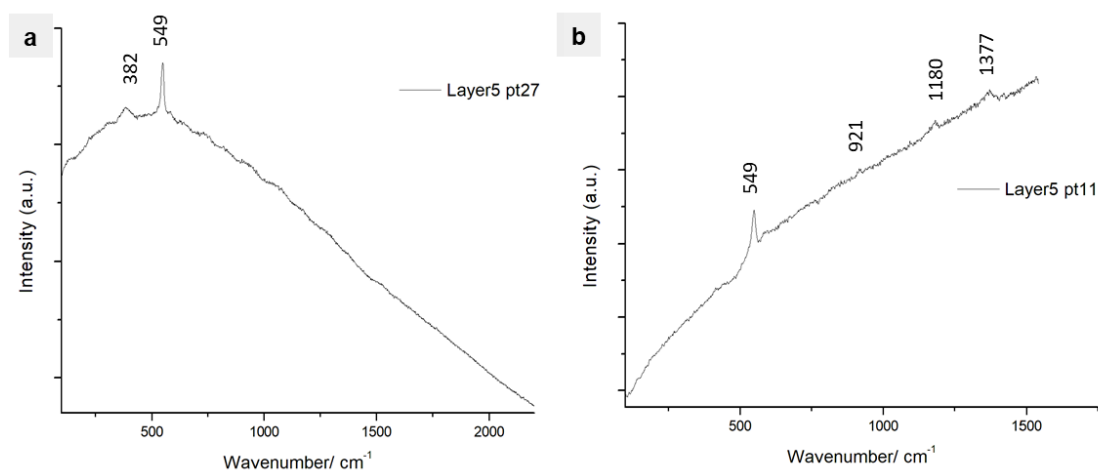 a
382
549
Layer5 pt27
Intensity (a.u.)
500
1000
1500
2000
Wavenumber/ cm⁻¹
b
549
921
1180
1377
Layer5 pt11
Intensity (a.u.)
500
1000
1500
Wavenumber/ cm⁻¹